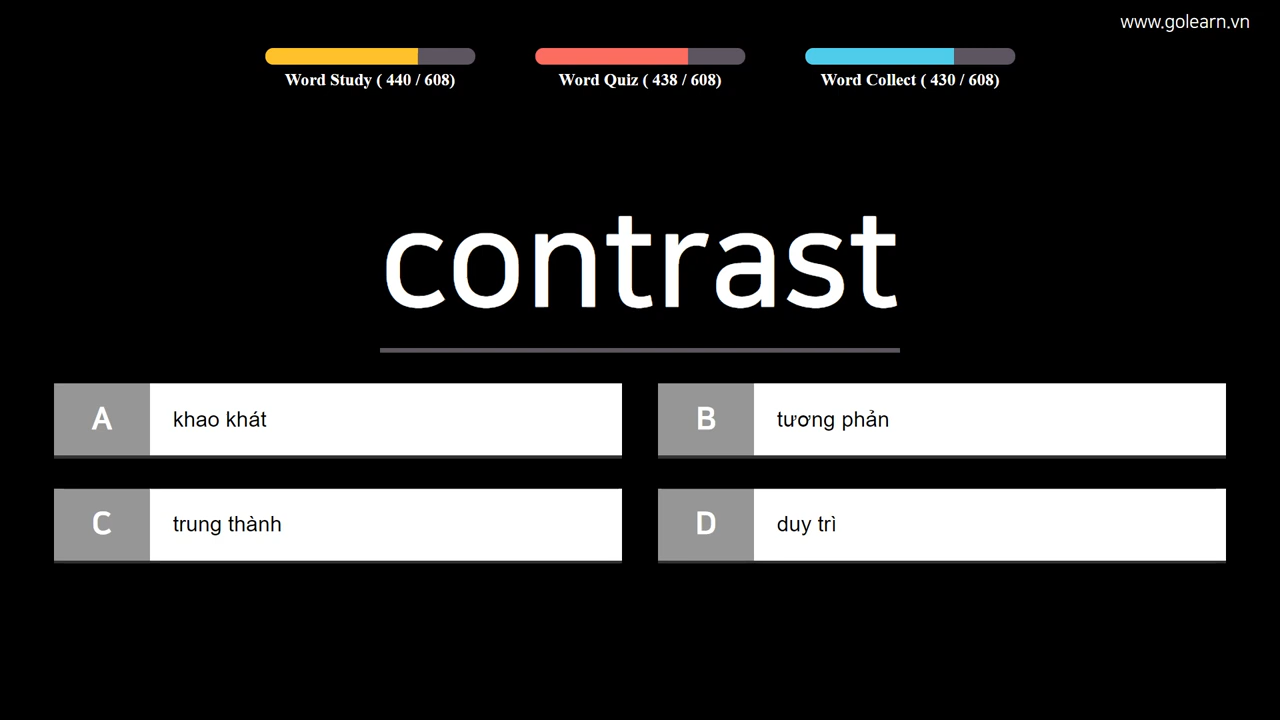 www.golearn.vn
Word Study ( 440 / 608)
Word Quiz ( 438 / 608)
Word Collect ( 430 / 608)
contrast
A khao khát
B tương phản
C trung thành
D duy trì